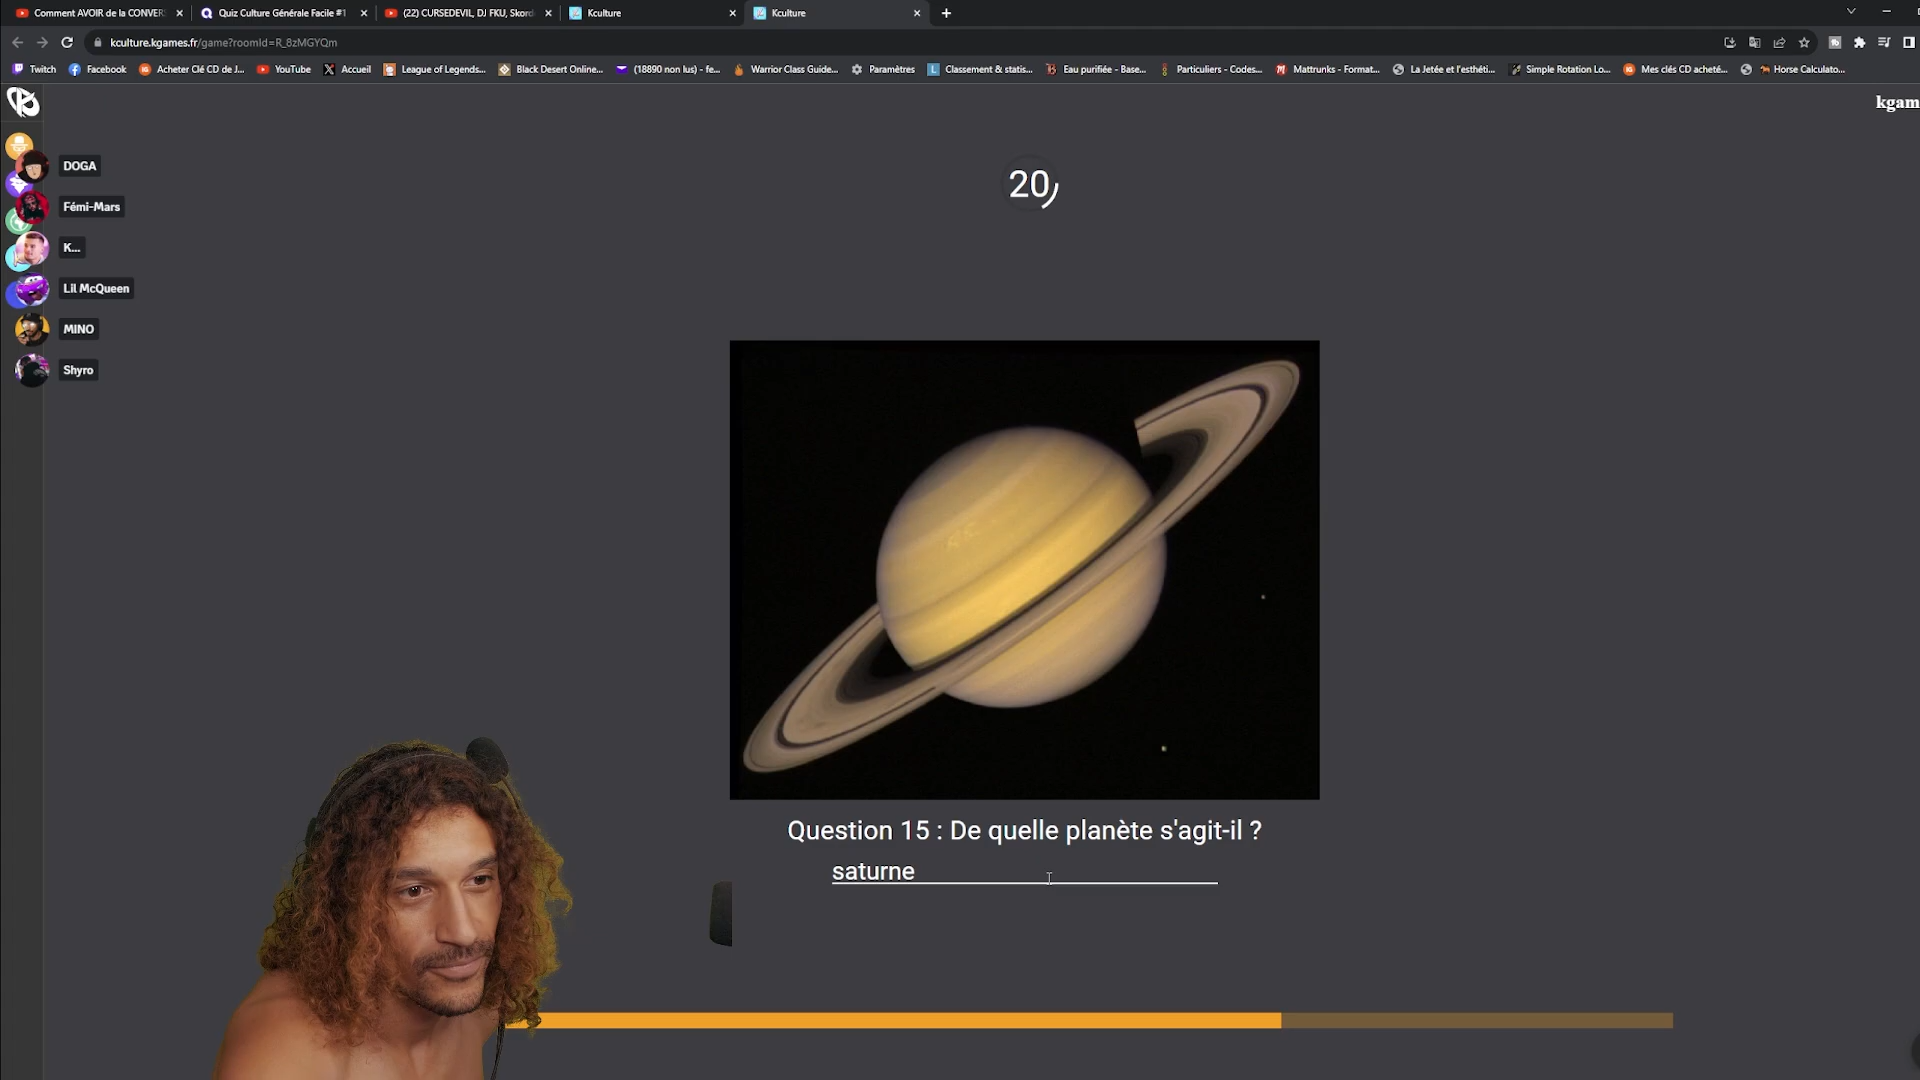 Comment AVOIR de la CONVER
Quiz Culture Générale Facile #1
(22) CURSEDEVIL, DJ FKU, Skord
Kculture
Kculture
kculture.kgames.fr/game?roomId=R_8zMGYQm
Twitch
Facebook
Acheter Clé CD de J...
YouTube
Accueil
League of Legends...
Black Desert Online...
(18890 non lus) - fe...
Warrior Class Guide...
Paramètres
Classement & statis...
Eau purifiée - Base...
Particuliers - Codes...
Mattrunks - Format...
La Jetée et l'esthéti...
Simple Rotation Lo...
Mes clés CD acheté...
Horse Calculato...
kgam
DOGA
Fémi-Mars
K...
Lil McQueen
MINO
Shyro
20
Question 15 : De quelle planète s'agit-il ?
saturne